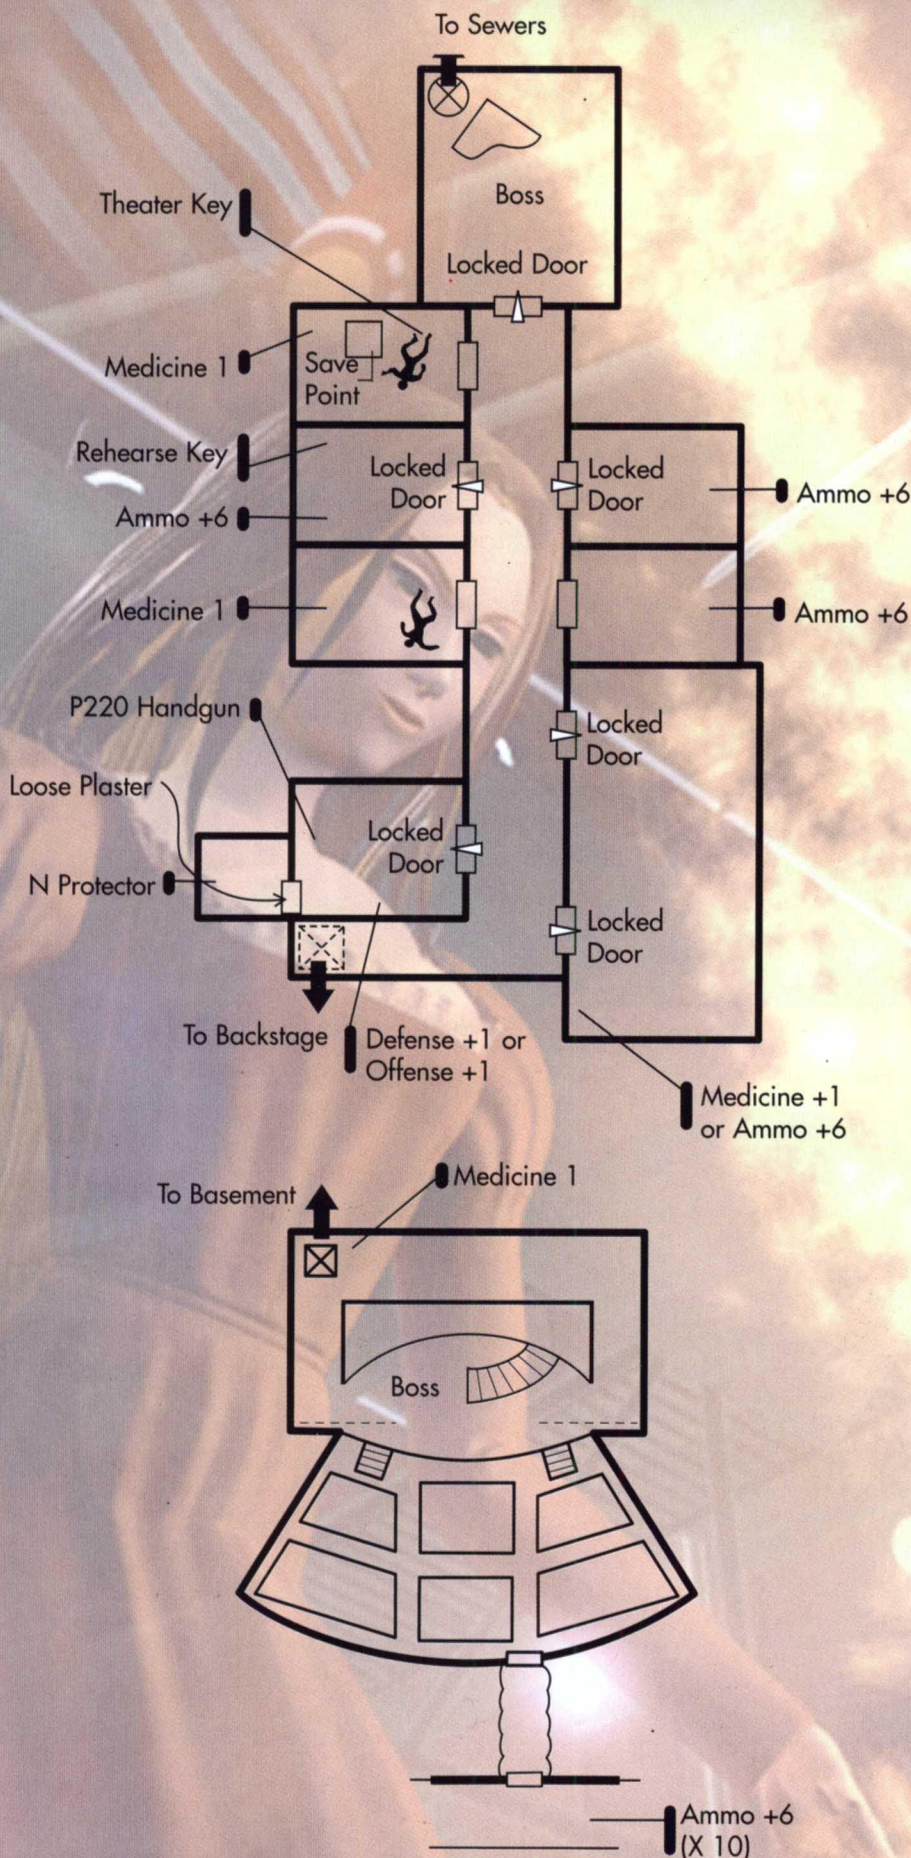 To Sewers
Boss
Theater Key
Locked Door
Medicine 1
Save
Point
Rehearse Key
Locked
Door
Locked
Door
Ammo +6
Ammo +6
Medicine 1
Ammo +6
P220 Handgun
Locked
Door
Loose Plaster
Locked
Door
N Protector
Locked
Door
To Backstage
Defense +1 or
Offense +1
Medicine +1
or Ammo +6
Medicine 1
To Basement
Boss
Ammo +6
(X 10)